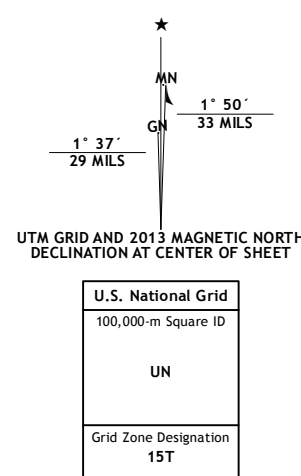 ★
MN
1° 50´
33 MILS
GN
1° 37´
29 MILS
UTM GRID AND 2013 MAGNETIC NORTH
DECLINATION AT CENTER OF SHEET
U.S. National Grid
100,000-m Square ID
UN
Grid Zone Designation
15T